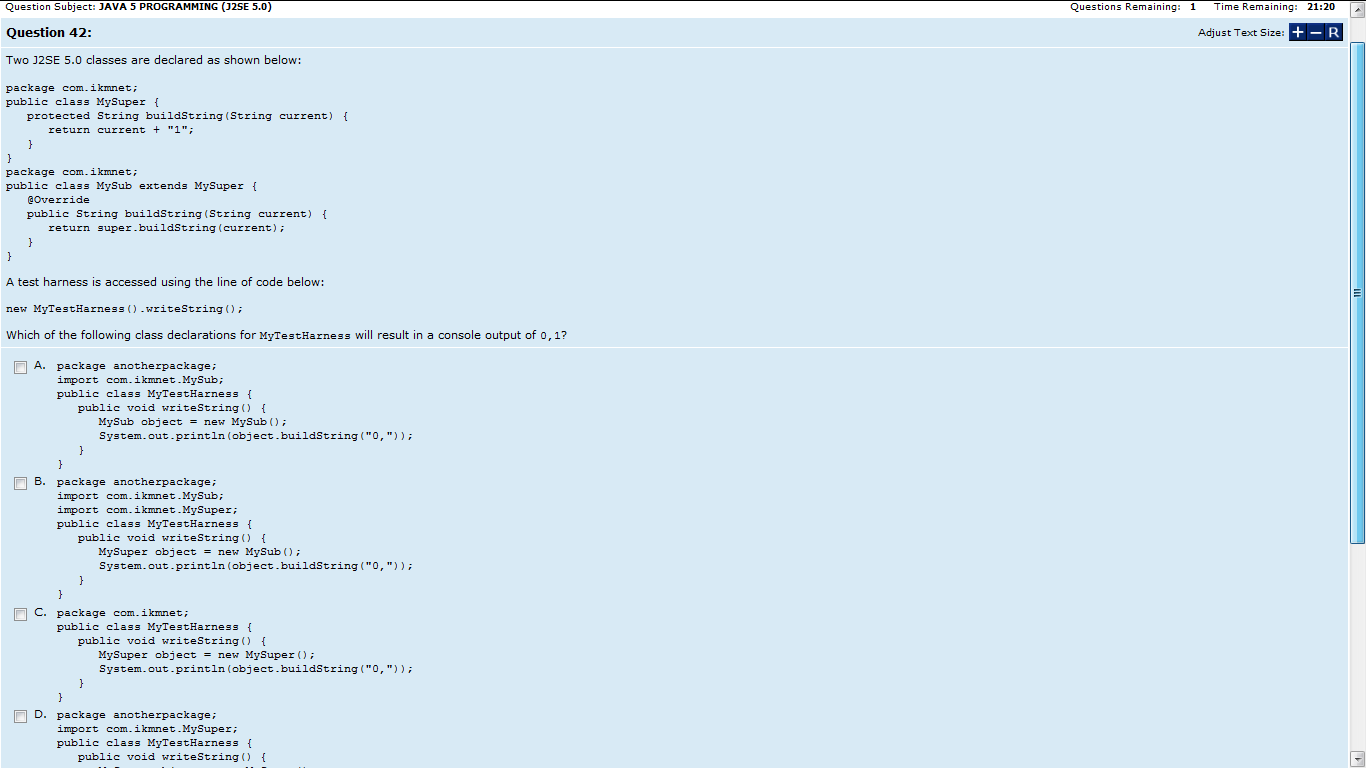 Question Subject: JAVA 5 PROGRAMMING (J2SE 5.0) Questions Remaining: 1 Time Remaining: 21:20
Question 42: Adjust Text Size: + − R
Two J2SE 5.0 classes are declared as shown below:
package com.ikmnet;
public class MySuper {
   protected String buildString(String current) {
      return current + "1";
   }
}
package com.ikmnet;
public class MySub extends MySuper {
   @Override
   public String buildString(String current) {
      return super.buildString(current);
   }
}
A test harness is accessed using the line of code below:
new MyTestHarness().writeString();
Which of the following class declarations for MyTestHarness will result in a console output of 0,1?
A. package anotherpackage;
import com.ikmnet.MySub;
public class MyTestHarness {
   public void writeString() {
      MySub object = new MySub();
      System.out.println(object.buildString("0,"));
   }
}
B. package anotherpackage;
import com.ikmnet.MySub;
import com.ikmnet.MySuper;
public class MyTestHarness {
   public void writeString() {
      MySuper object = new MySub();
      System.out.println(object.buildString("0,"));
   }
}
C. package com.ikmnet;
public class MyTestHarness {
   public void writeString() {
      MySuper object = new MySuper();
      System.out.println(object.buildString("0,"));
   }
}
D. package anotherpackage;
import com.ikmnet.MySuper;
public class MyTestHarness {
   public void writeString() {